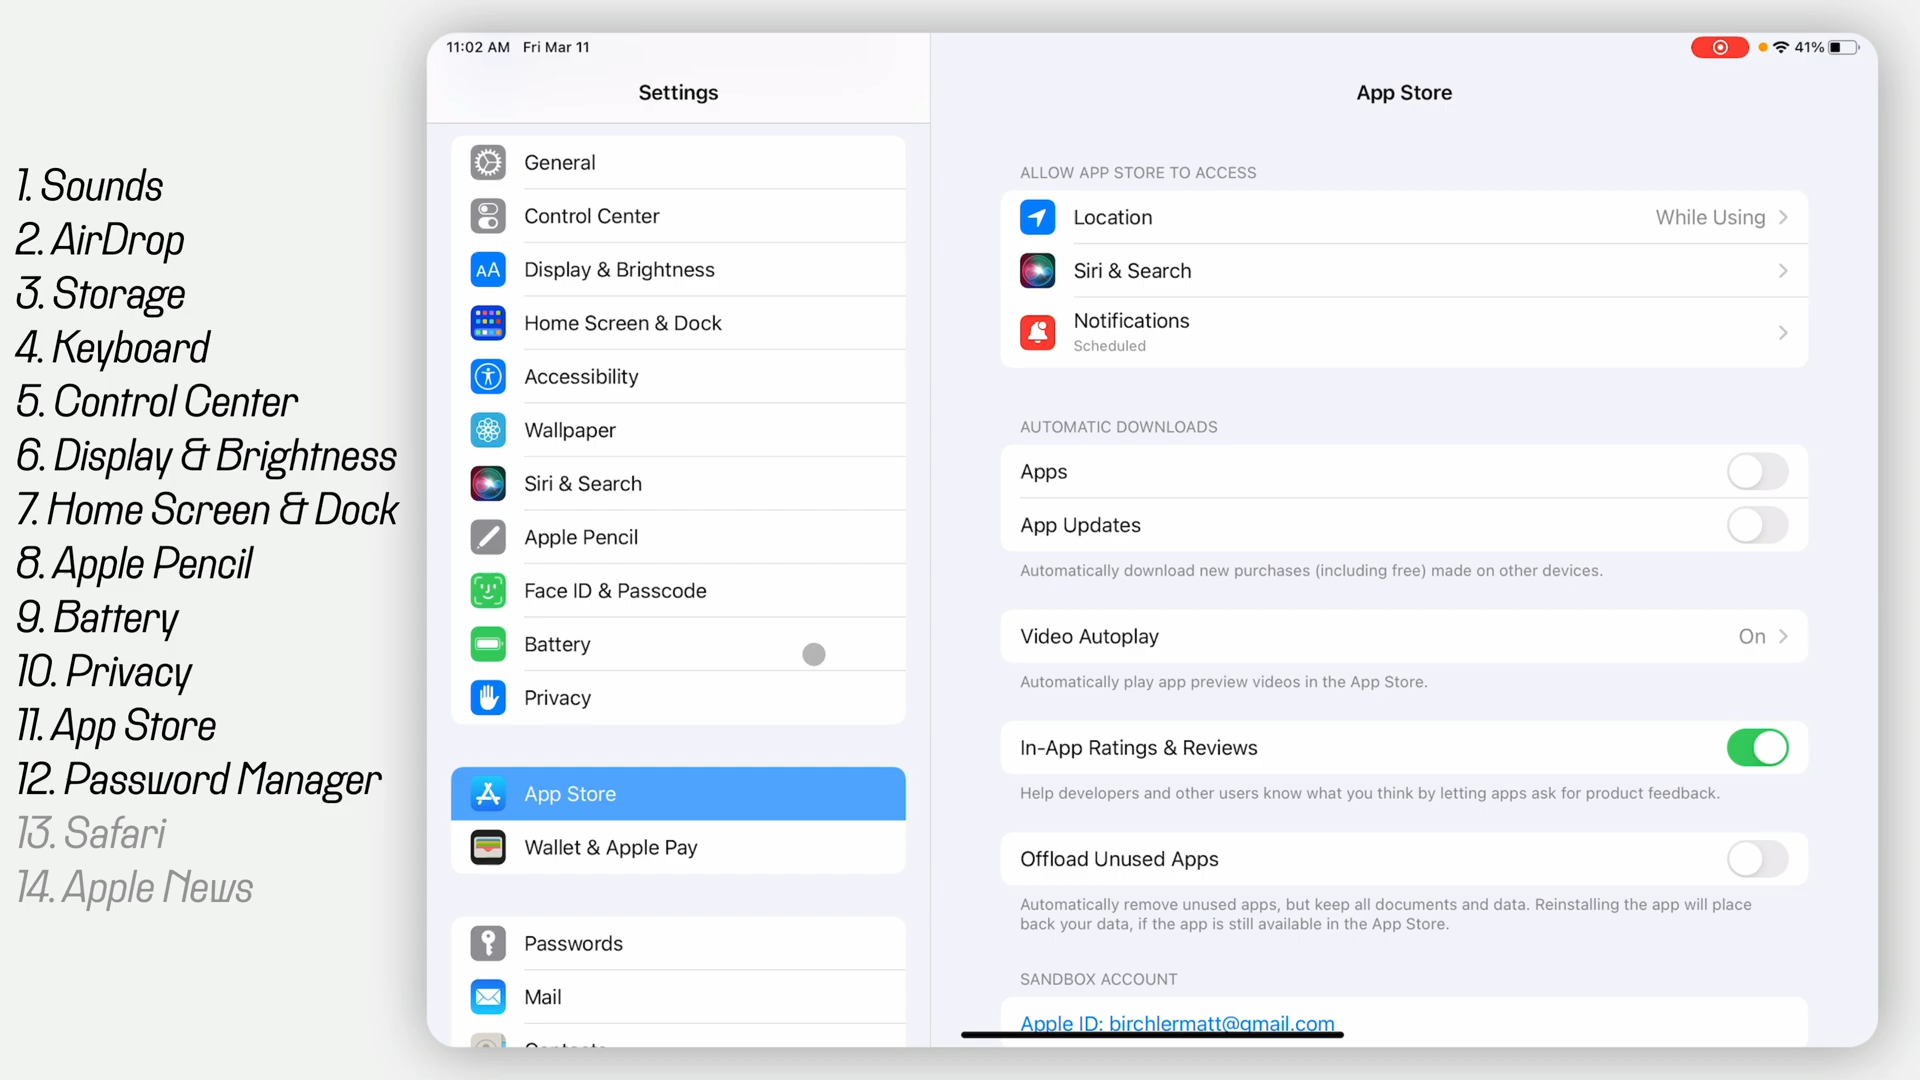 1. Sounds
2. AirDrop
3. Storage
4. Keyboard
5. Control Center
6. Display & Brightness
7. Home Screen & Dock
8. Apple Pencil
9. Battery
10. Privacy
11. App Store
12. Password Manager
13. Safari
14. Apple News
11:02 AM Fri Mar 11
41%
Settings
General
Control Center
AA
Display & Brightness
Home Screen & Dock
Accessibility
Wallpaper
Siri & Search
Apple Pencil
Face ID & Passcode
Battery
Privacy
App Store
Wallet & Apple Pay
Passwords
Mail
App Store
ALLOW APP STORE TO ACCESS
Location While Using
Siri & Search
Notifications
Scheduled
AUTOMATIC DOWNLOADS
Apps
App Updates
Automatically download new purchases (including free) made on other devices.
Video Autoplay On
Automatically play app preview videos in the App Store.
In-App Ratings & Reviews
Help developers and other users know what you think by letting apps ask for product feedback.
Offload Unused Apps
Automatically remove unused apps, but keep all documents and data. Reinstalling the app will place
back your data, if the app is still available in the App Store.
SANDBOX ACCOUNT
Apple ID: birchlermatt@gmail.com